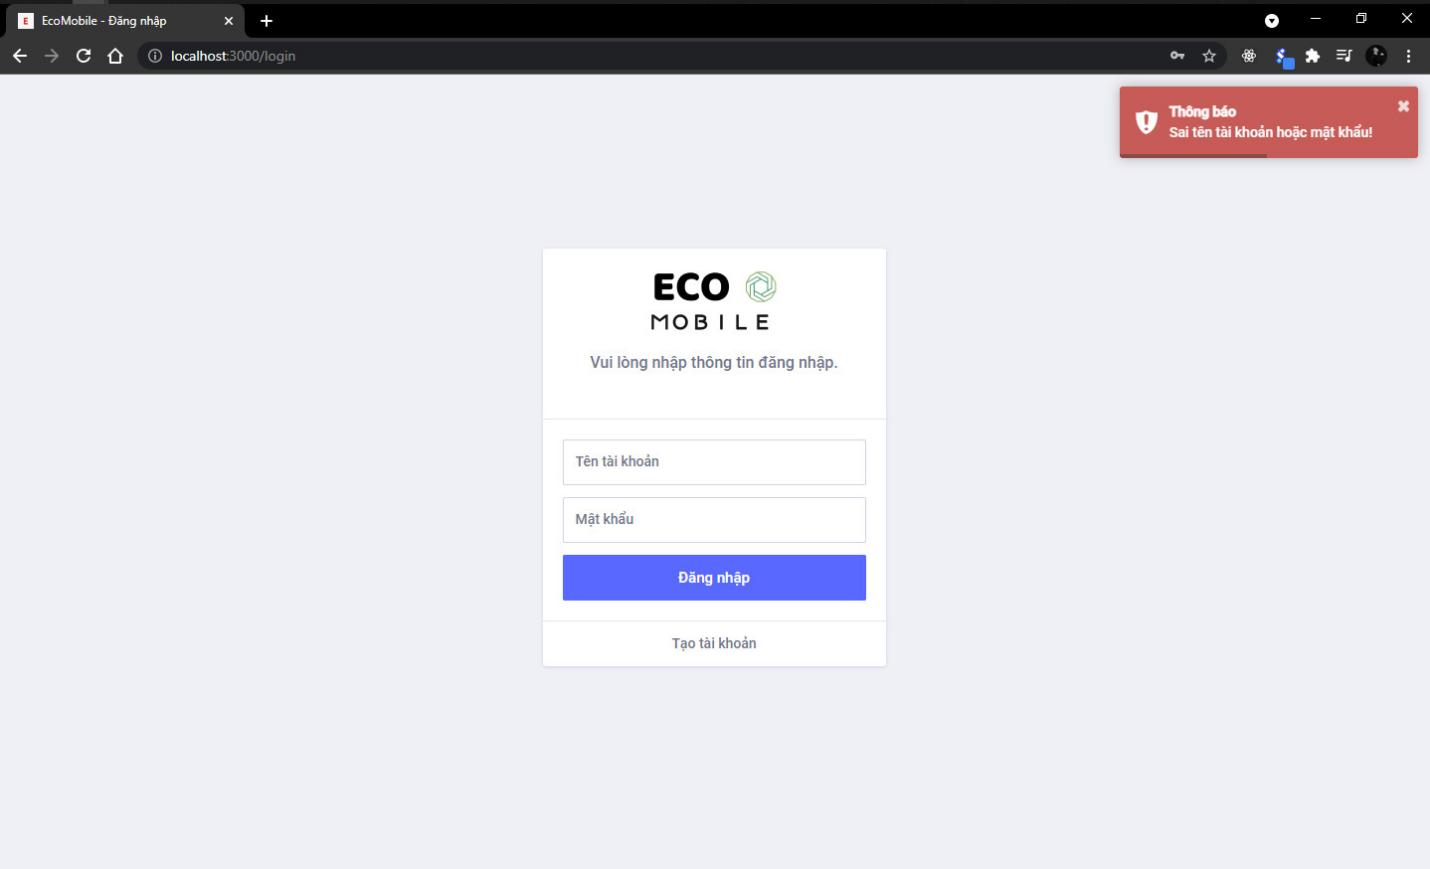 E EcoMobile - Đăng nhập
localhost:3000/login
Thông báo
Sai tên tài khoản hoặc mật khẩu!
ECO
MOBILE
Vui lòng nhập thông tin đăng nhập.
Tên tài khoản
Mật khẩu
Đăng nhập
Tạo tài khoản